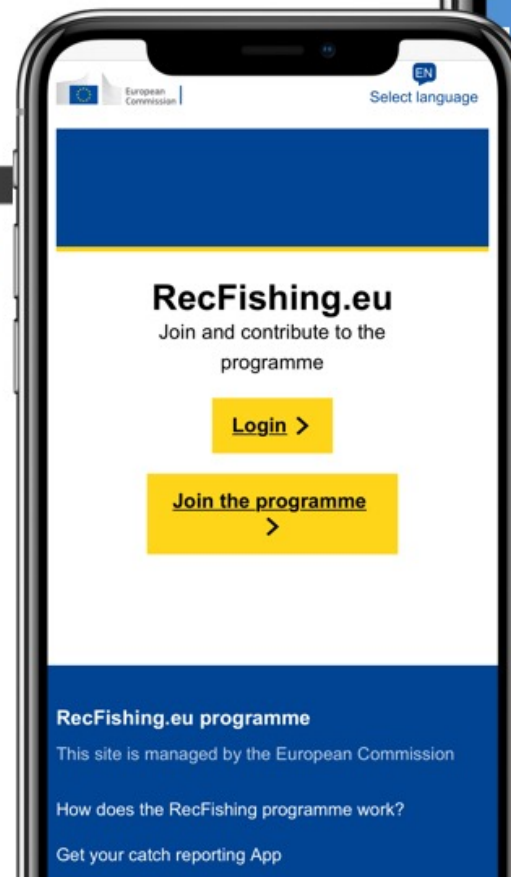 European
Commission
EN
Select language
RecFishing.eu
Join and contribute to the
programme
Login >
Join the programme
>
RecFishing.eu programme
This site is managed by the European Commission
How does the RecFishing programme work?
Get your catch reporting App